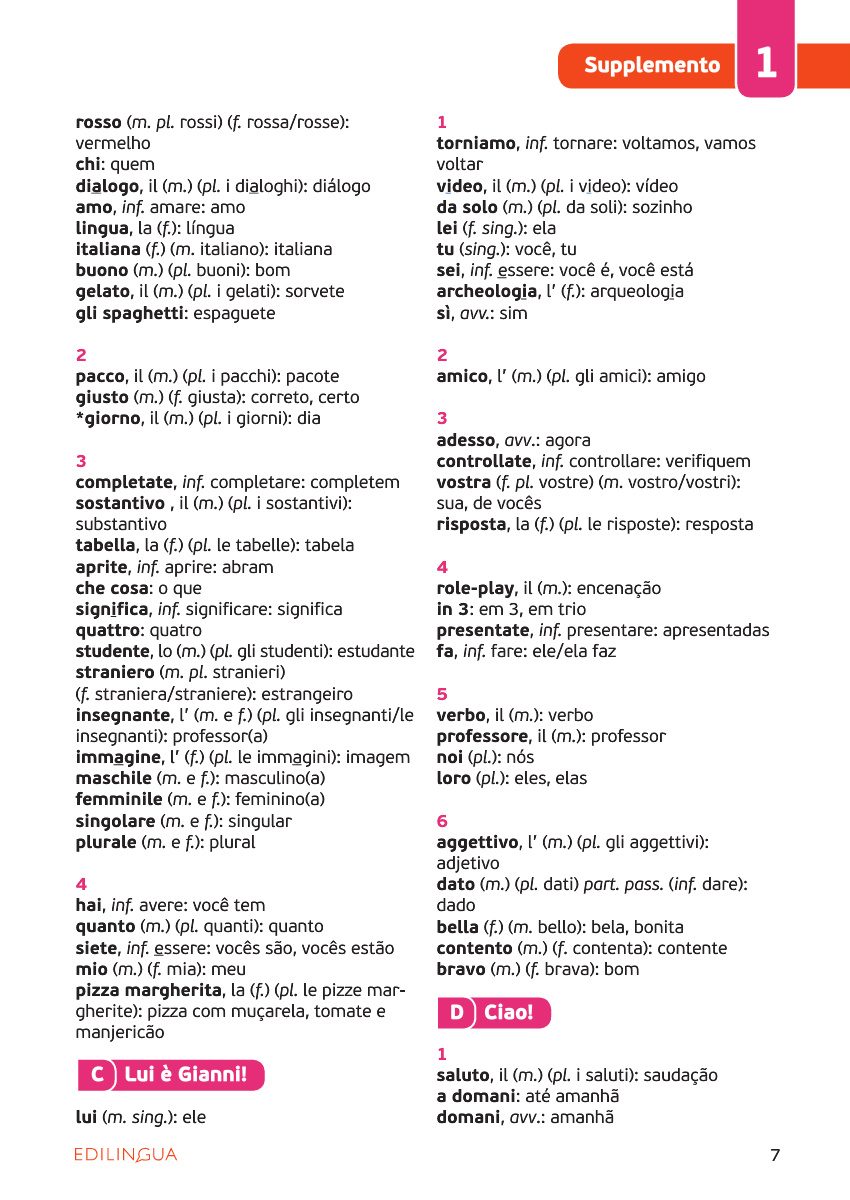 Supplemento
1
rosso (m. pl. rossi) (f. rossa/rosse):
vermelho
chi: quem
dialogo, il (m.) (pl. i dialoghi): diálogo
amo, inf. amare: amo
lingua, la (f.): língua
italiana (f.) (m. italiano): italiana
buono (m.) (pl. buoni): bom
gelato, il (m.) (pl. i gelati): sorvete
gli spaghetti: espaguete
2
pacco, il (m.) (pl. i pacchi): pacote
giusto (m.) (f. giusta): correto, certo
*giorno, il (m.) (pl. i giorni): dia
3
completate, inf. completare: completem
sostantivo , il (m.) (pl. i sostantivi):
substantivo
tabella, la (f.) (pl. le tabelle): tabela
aprite, inf. aprire: abram
che cosa: o que
significa, inf. significare: significa
quattro: quatro
studente, lo (m.) (pl. gli studenti): estudante
straniero (m. pl. stranieri)
(f. straniera/straniere): estrangeiro
insegnante, l’ (m. e f.) (pl. gli insegnanti/le
insegnanti): professor(a)
immagine, l’ (f.) (pl. le immagini): imagem
maschile (m. e f.): masculino(a)
femminile (m. e f.): feminino(a)
singolare (m. e f.): singular
plurale (m. e f.): plural
4
hai, inf. avere: você tem
quanto (m.) (pl. quanti): quanto
siete, inf. essere: vocês são, vocês estão
mio (m.) (f. mia): meu
pizza margherita, la (f.) (pl. le pizze mar-
gherite): pizza com muçarela, tomate e
manjericão
C Lui è Gianni!
lui (m. sing.): ele
1
torniamo, inf. tornare: voltamos, vamos
voltar
video, il (m.) (pl. i video): vídeo
da solo (m.) (pl. da soli): sozinho
lei (f. sing.): ela
tu (sing.): você, tu
sei, inf. essere: você é, você está
archeologia, l’ (f.): arqueologia
sì, avv.: sim
2
amico, l’ (m.) (pl. gli amici): amigo
3
adesso, avv.: agora
controllate, inf. controllare: verifiquem
vostra (f. pl. vostre) (m. vostro/vostri):
sua, de vocês
risposta, la (f.) (pl. le risposte): resposta
4
role-play, il (m.): encenação
in 3: em 3, em trio
presentate, inf. presentare: apresentadas
fa, inf. fare: ele/ela faz
5
verbo, il (m.): verbo
professore, il (m.): professor
noi (pl.): nós
loro (pl.): eles, elas
6
aggettivo, l’ (m.) (pl. gli aggettivi):
adjetivo
dato (m.) (pl. dati) part. pass. (inf. dare):
dado
bella (f.) (m. bello): bela, bonita
contento (m.) (f. contenta): contente
bravo (m.) (f. brava): bom
D Ciao!
1
saluto, il (m.) (pl. i saluti): saudação
a domani: até amanhã
domani, avv.: amanhã
EDILINGUA
7